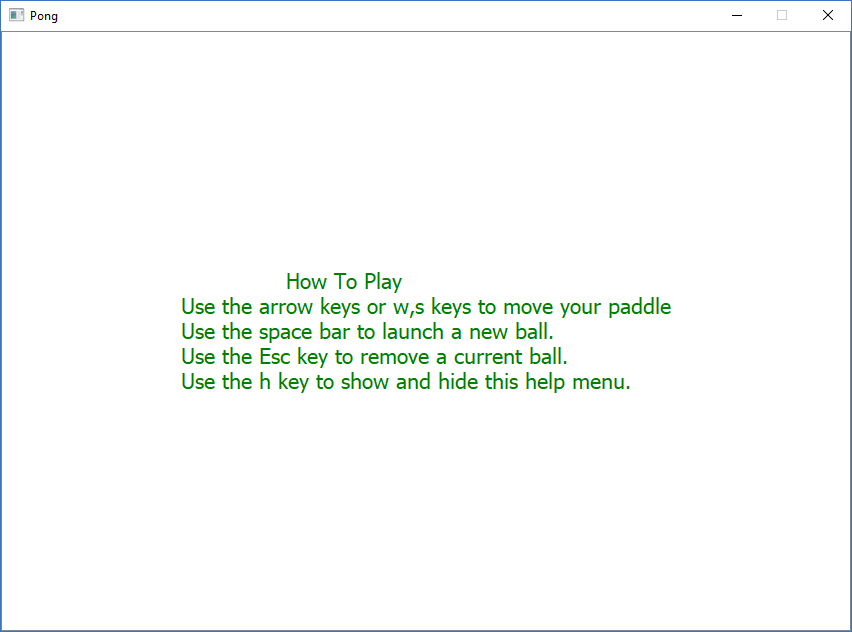 Pong
How To Play
Use the arrow keys or w,s keys to move your paddle
Use the space bar to launch a new ball.
Use the Esc key to remove a current ball.
Use the h key to show and hide this help menu.